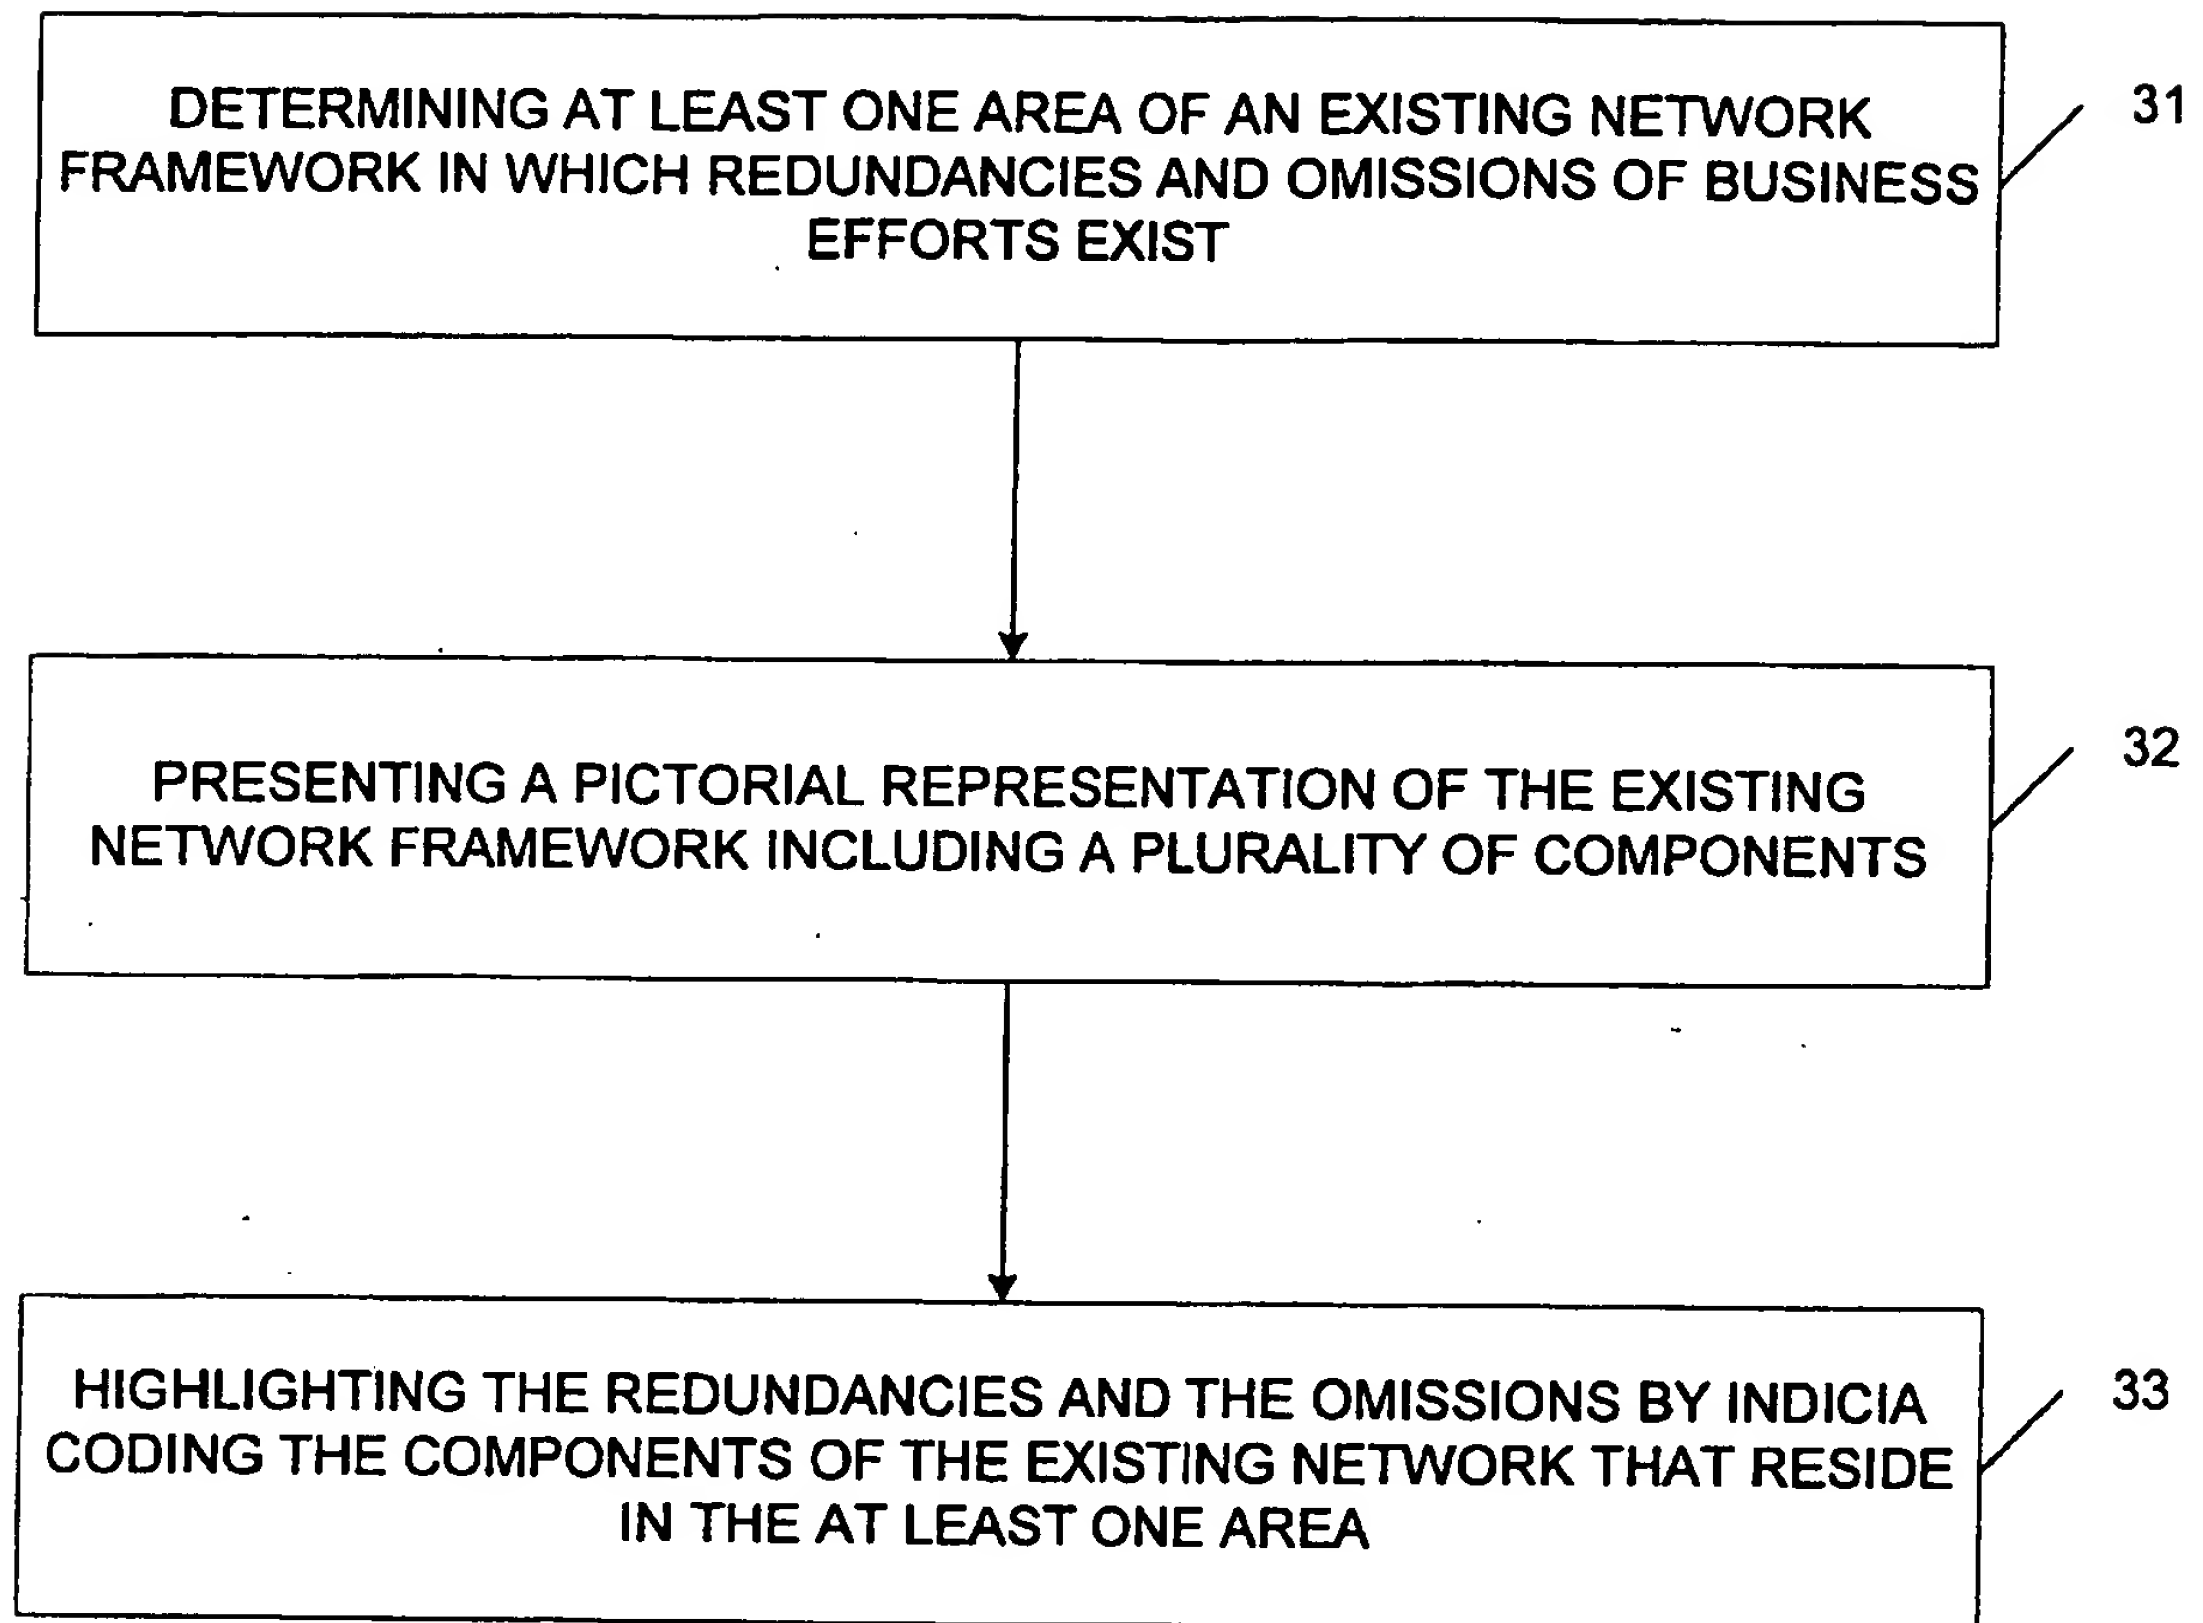 DETERMINING AT LEAST ONE AREA OF AN EXISTING NETWORK
FRAMEWORK IN WHICH REDUNDANCIES AND OMISSIONS OF BUSINESS
EFFORTS EXIST
31
PRESENTING A PICTORIAL REPRESENTATION OF THE EXISTING
NETWORK FRAMEWORK INCLUDING A PLURALITY OF COMPONENTS
32
HIGHLIGHTING THE REDUNDANCIES AND THE OMISSIONS BY INDICIA
CODING THE COMPONENTS OF THE EXISTING NETWORK THAT RESIDE
IN THE AT LEAST ONE AREA
33